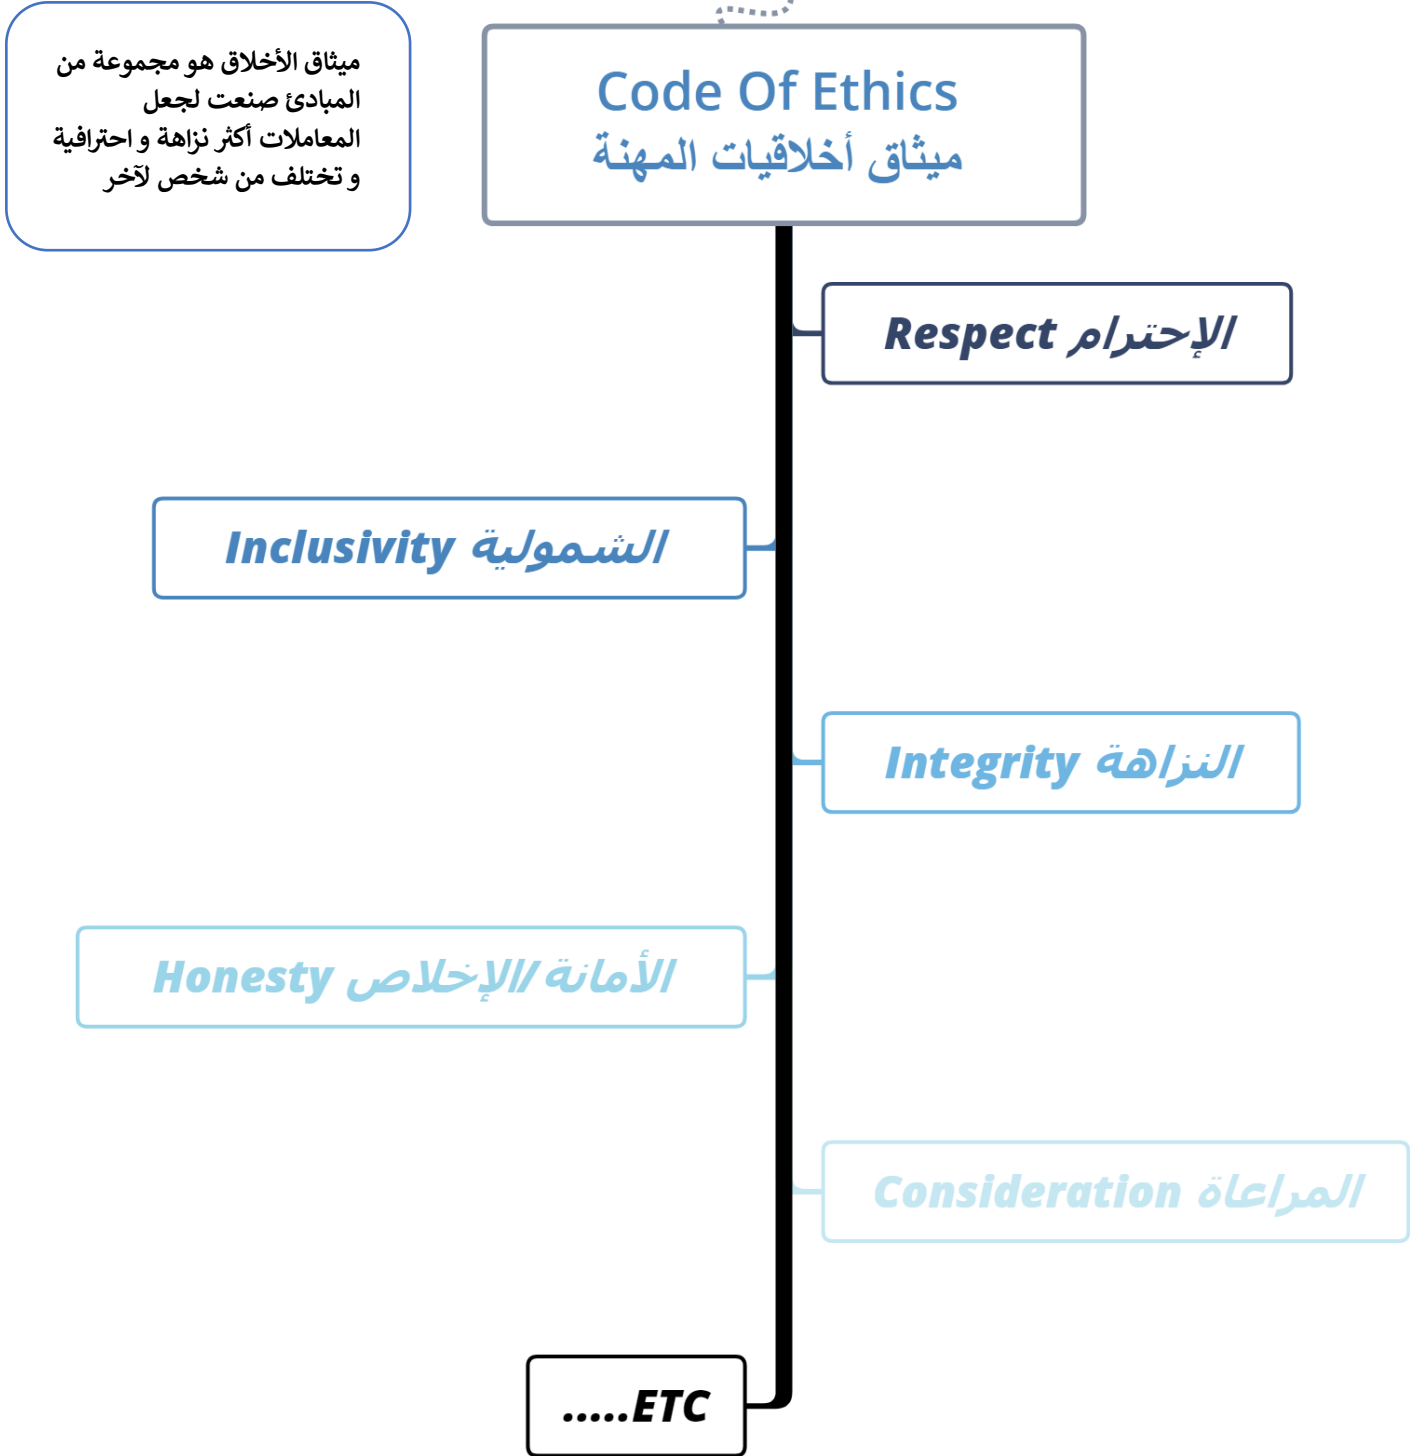 ميثاق الأخلاق هو مجموعة من
المبادئ صنعت لجعل
المعاملات أكثر نزاهة و احترافية
و تختلف من شخص لآخر
Code Of Ethics
ميثاق أخلاقيات المهنة
Respect الإحترام
Inclusivity الشمولية
Integrity النزاهة
Honesty الأمانة/الإخلاص
Consideration المراعاة
.....ETC